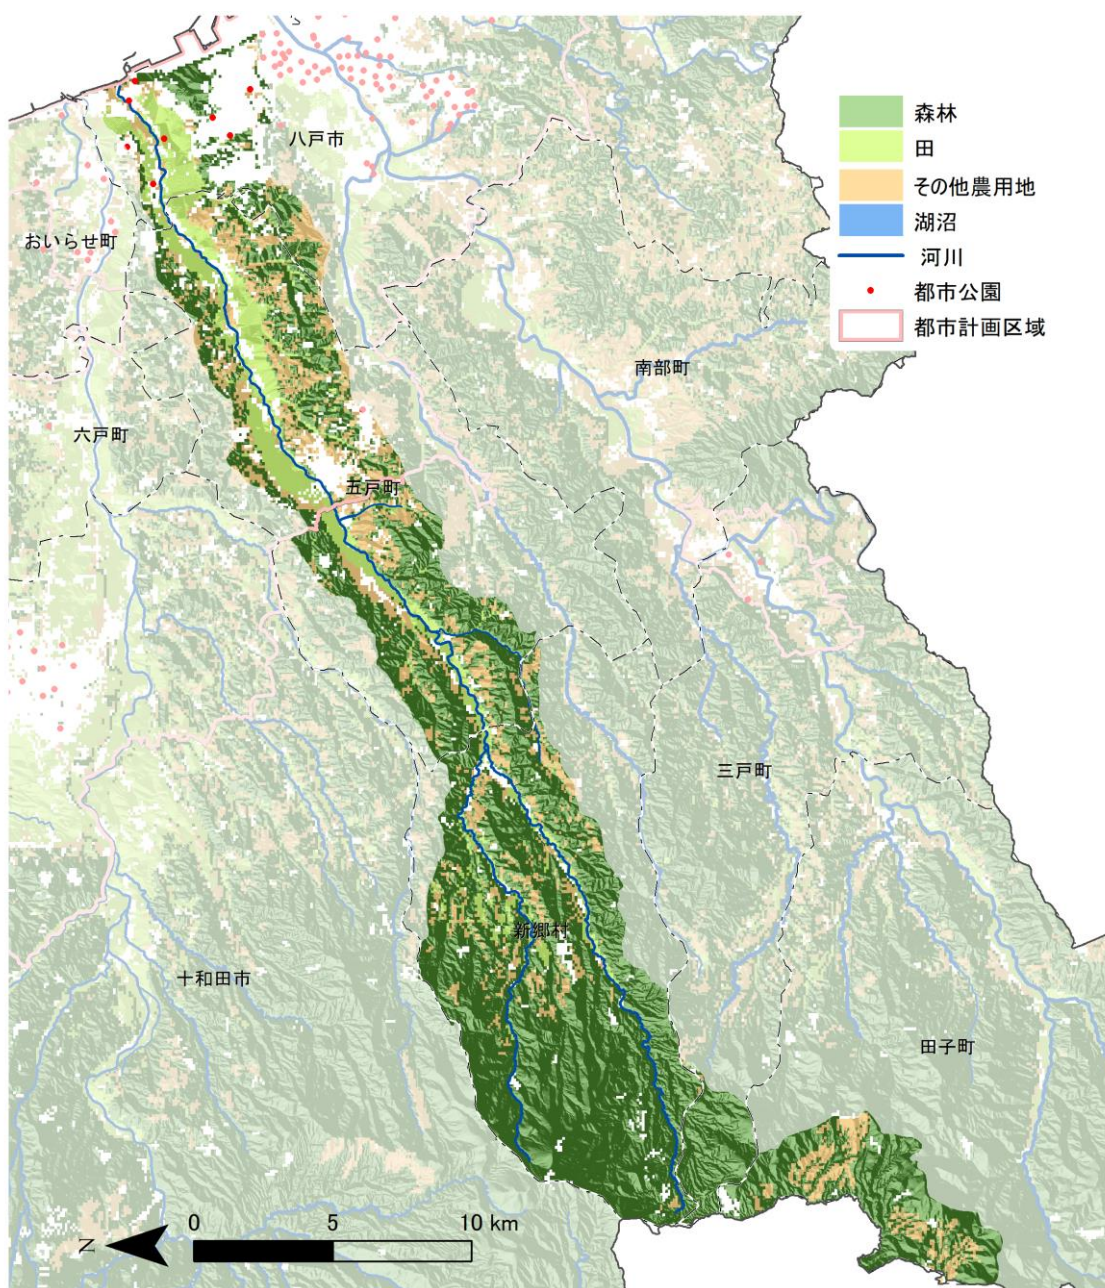 森林
田
その他農用地
湖沼
河川
都市公園
都市計画区域
八戸市
おいらせ町
南部町
六戸町
五戸町
三戸町
新郷村
十和田市
田子町
0 5 10 km
N